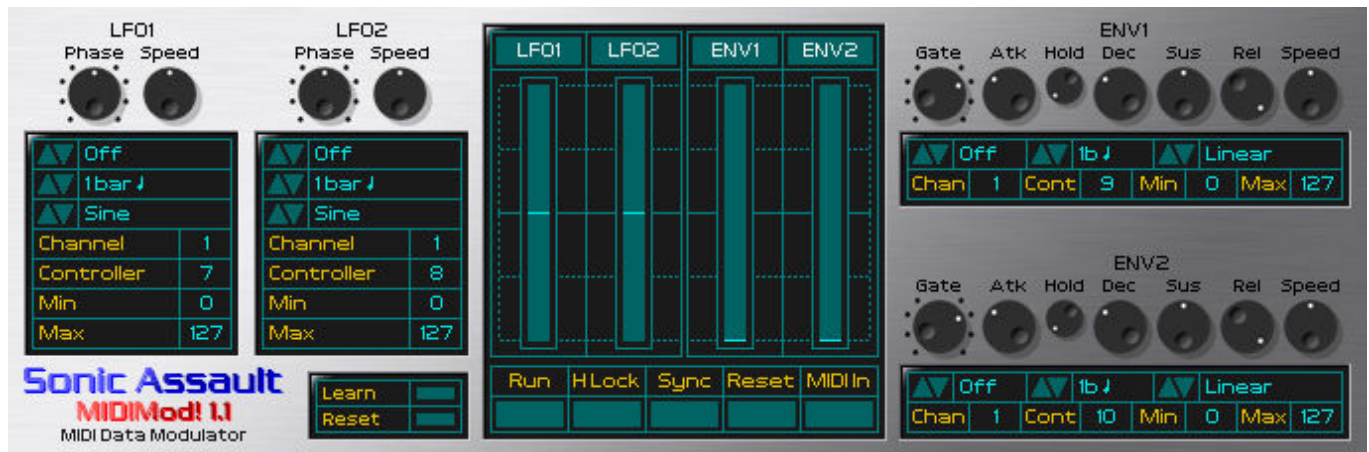 LFO1
Phase Speed
Off
1bar ♩
Sine
Channel 1
Controller 7
Min 0
Max 127
LFO2
Phase Speed
Off
1bar ♩
Sine
Channel 1
Controller 8
Min 0
Max 127
Sonic Assault
MIDIMod! 1.1
MIDI Data Modulator
Learn
Reset
LFO1 LFO2 ENV1 ENV2
Run HLock Sync Reset MIDI In
ENV1
Gate Atk Hold Dec Sus Rel Speed
Off 1b ♩ Linear
Chan 1 Cont 9 Min 0 Max 127
ENV2
Gate Atk Hold Dec Sus Rel Speed
Off 1b ♩ Linear
Chan 1 Cont 10 Min 0 Max 127